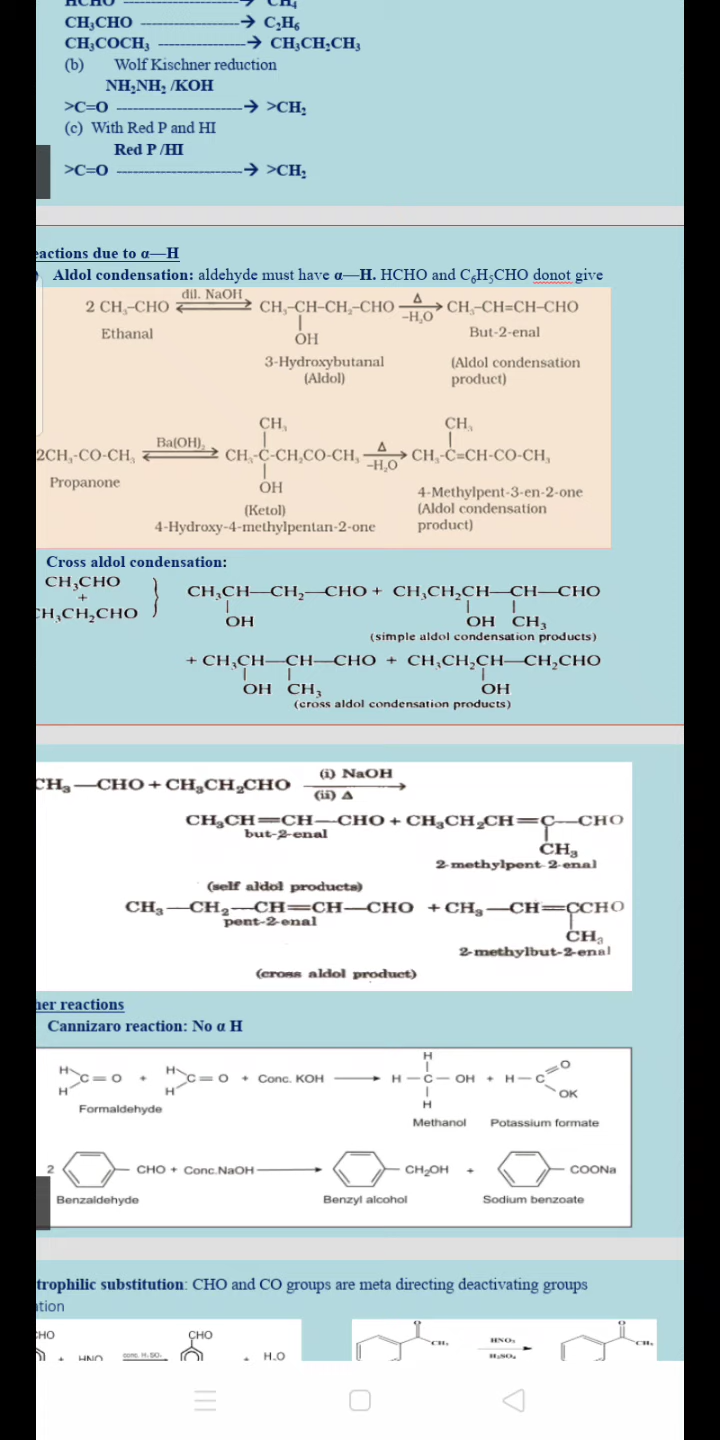 HCHO ----------------------→ CH₄
CH₃CHO --------------------→ C₂H₆
CH₃COCH₃ ----------------→ CH₃CH₂CH₃
(b) Wolf Kischner reduction
NH₂NH₂ /KOH
>C=O -----------------------→ >CH₂
(c) With Red P and HI
Red P /HI
>C=O -----------------------→ >CH₂
eactions due to α—H
Aldol condensation: aldehyde must have α—H. HCHO and C₆H₅CHO donot give
dil. NaOH Δ
2 CH₃-CHO ⇌ CH₃-CH-CH₂-CHO → CH₃-CH=CH-CHO
-H₂O
Ethanal OH But-2-enal
3-Hydroxybutanal (Aldol condensation
(Aldol) product)
CH₃ CH₃
Ba(OH)₂ Δ
2CH₃-CO-CH₃ ⇌ CH₃-C-CH₂CO-CH₃ → CH₃-C=CH-CO-CH₃
-H₂O
Propanone OH 4-Methylpent-3-en-2-one
(Ketol) (Aldol condensation
4-Hydroxy-4-methylpentan-2-one product)
Cross aldol condensation:
CH₃CHO
+ CH₃CH—CH₂—CHO + CH₃CH₂CH—CH—CHO
CH₃CH₂CHO OH OH CH₃
(simple aldol condensation products)
+ CH₃CH—CH—CHO + CH₃CH₂CH—CH₂CHO
OH CH₃ OH
(cross aldol condensation products)
(i) NaOH
CH₃—CHO + CH₃CH₂CHO →
(ii) Δ
CH₃CH=CH—CHO + CH₃CH₂CH=C—CHO
but-2-enal CH₃
2-methylpent-2-enal
(self aldol products)
CH₃—CH₂—CH=CH—CHO + CH₃—CH=CCHO
pent-2-enal CH₃
2-methylbut-2-enal
(cross aldol product)
her reactions
Cannizaro reaction: No α H
H H H O
C=O + C=O + Conc. KOH → H-C-OH + H-C
H H H OK
Formaldehyde Methanol Potassium formate
2 CHO + Conc.NaOH → CH₂OH + COONa
Benzaldehyde Benzyl alcohol Sodium benzoate
trophilic substitution: CHO and CO groups are meta directing deactivating groups
ation
CHO CHO O O
CH₃ HNO₃ CH₃
+ HNO conc. H₂SO₄ + H₂O H₂SO₄